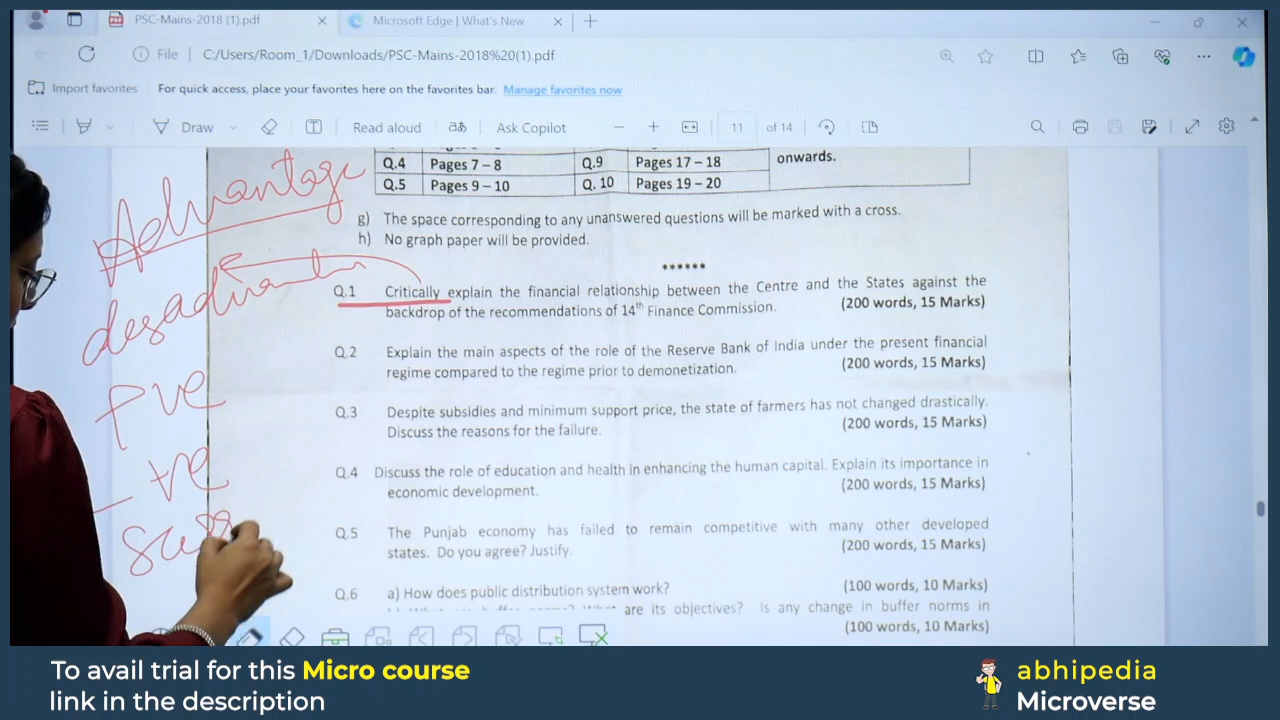 PSC-Mains-2018 (1).pdf
Microsoft Edge | What's New
File | C:/Users/Room_1/Downloads/PSC-Mains-2018%20(1).pdf
Import favorites For quick access, place your favorites here on the favorites bar. Manage favorites now
Draw Read aloud aあ Ask Copilot 11 of 14
Q.4 Pages 7 – 8 Q.9 Pages 17 – 18 onwards.
Q.5 Pages 9 – 10 Q. 10 Pages 19 – 20
g) The space corresponding to any unanswered questions will be marked with a cross.
h) No graph paper will be provided.
******
Q.1 Critically explain the financial relationship between the Centre and the States against the
backdrop of the recommendations of 14th Finance Commission. (200 words, 15 Marks)
Q.2 Explain the main aspects of the role of the Reserve Bank of India under the present financial
regime compared to the regime prior to demonetization. (200 words, 15 Marks)
Q.3 Despite subsidies and minimum support price, the state of farmers has not changed drastically.
Discuss the reasons for the failure. (200 words, 15 Marks)
Q.4 Discuss the role of education and health in enhancing the human capital. Explain its importance in
economic development. (200 words, 15 Marks)
Q.5 The Punjab economy has failed to remain competitive with many other developed
states. Do you agree? Justify. (200 words, 15 Marks)
Q.6 a) How does public distribution system work? (100 words, 10 Marks)
are its objectives? Is any change in buffer norms in
(100 words, 10 Marks)
Advantage
+ve
-ve
To avail trial for this Micro course
link in the description
abhipedia
Microverse